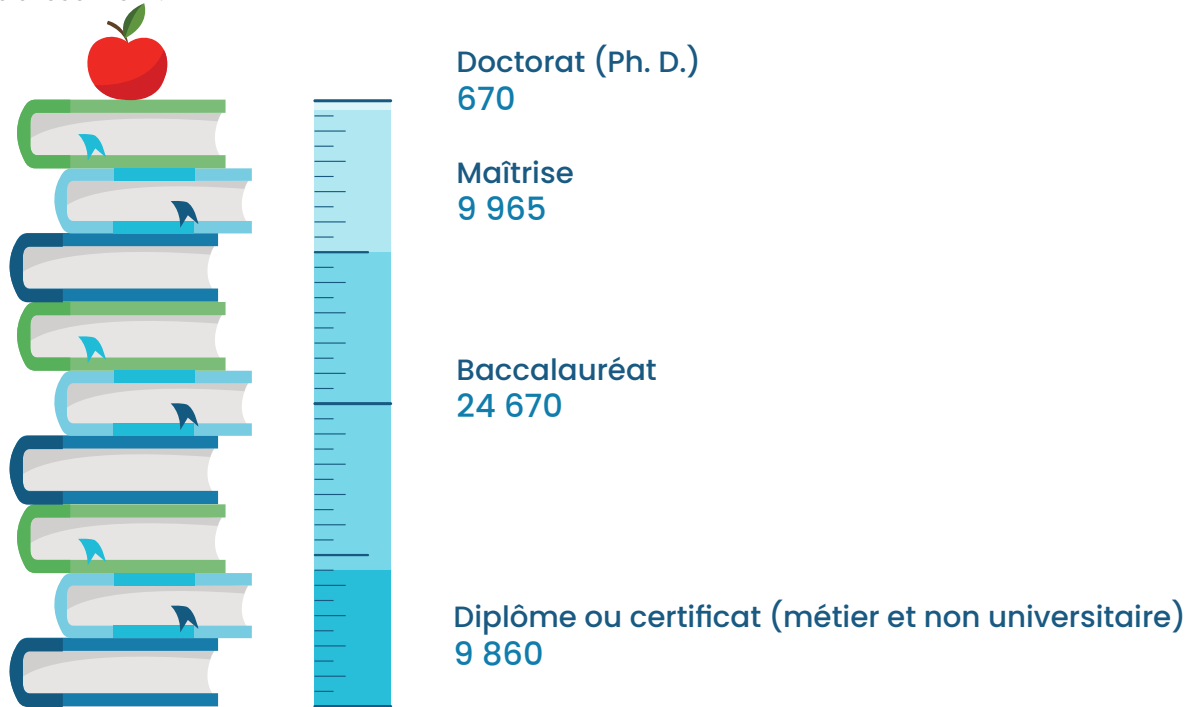 Doctorat (Ph. D.)
670
Maîtrise
9 965
Baccalauréat
24 670
Diplôme ou certificat (métier et non universitaire)
9 860